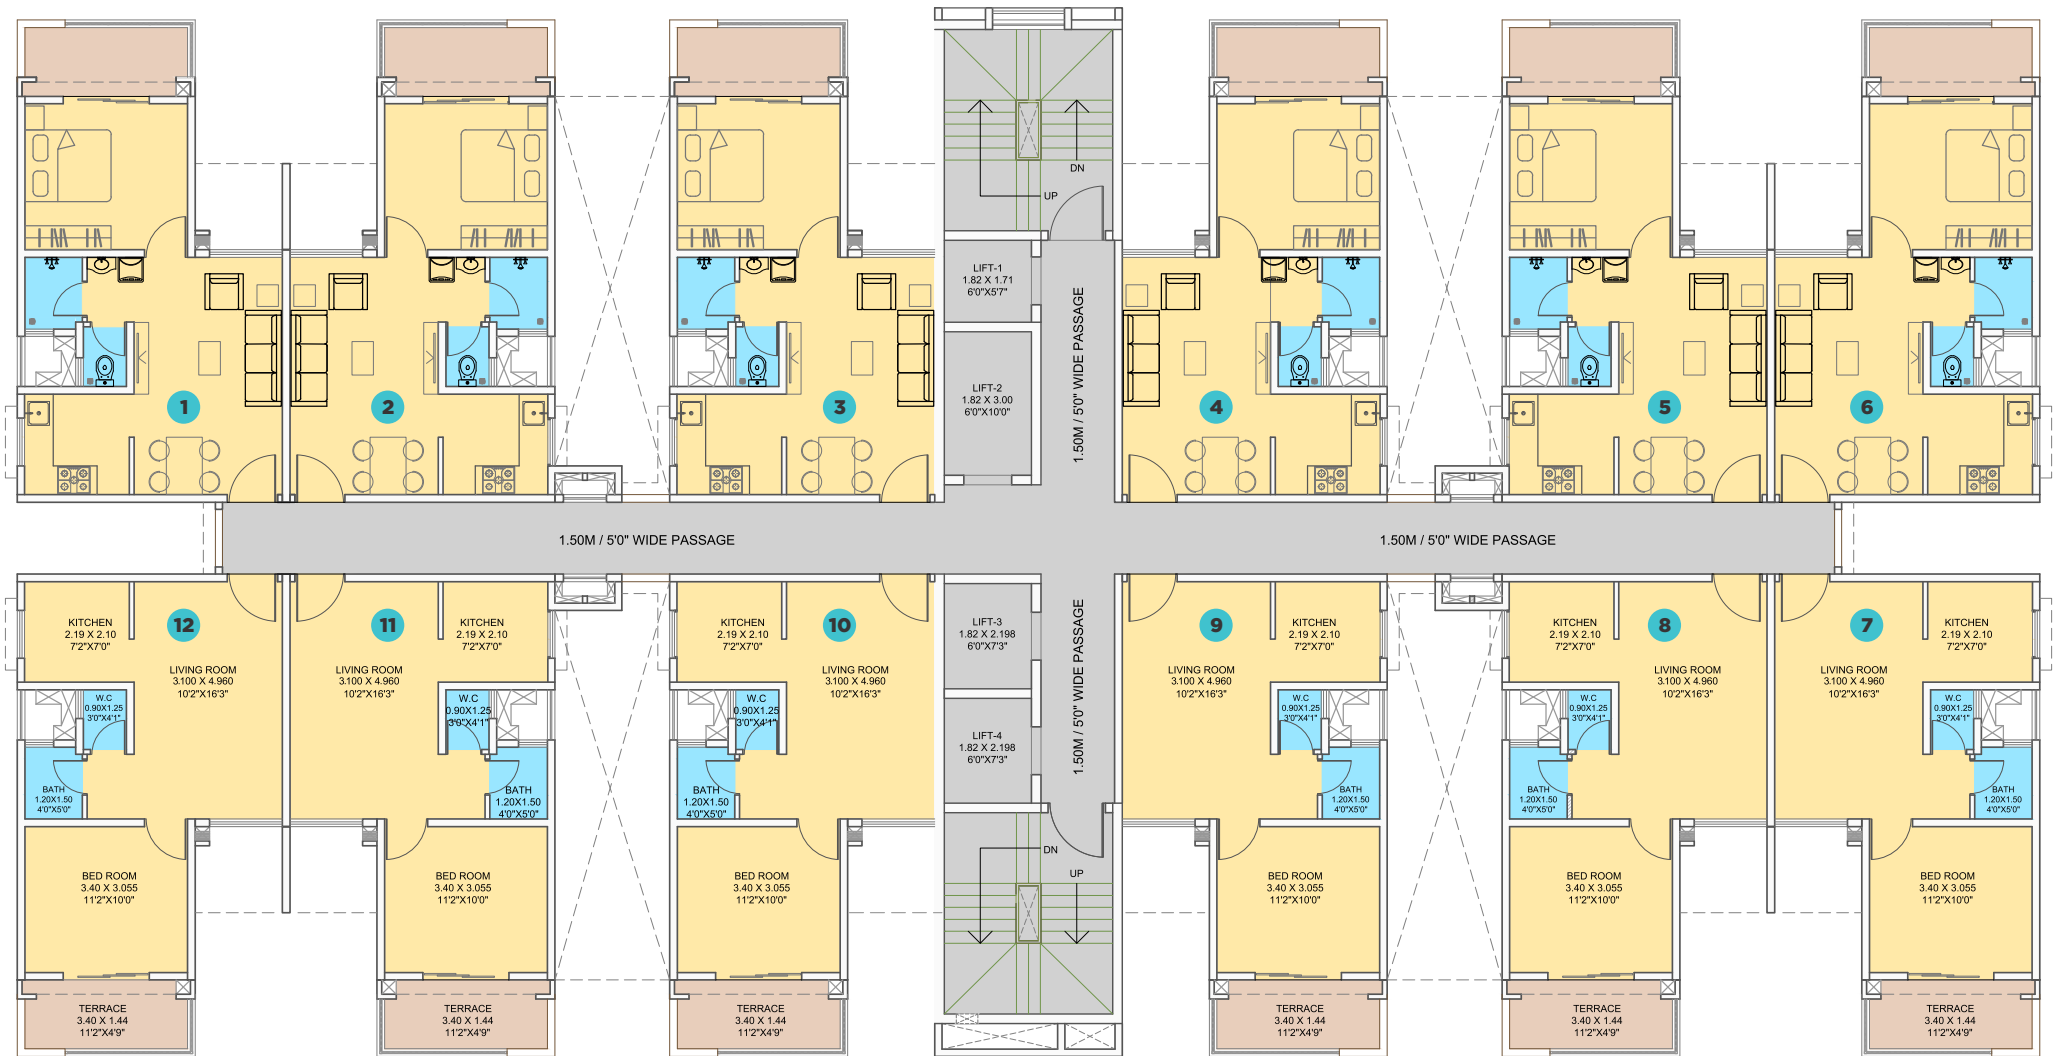 DN
UP
LIFT-1
1.82 X 1.71
6'0"X5'7"
1.50M / 5'0" WIDE PASSAGE
LIFT-2
1.82 X 3.00
6'0"X10'0"
1
2
3
4
5
6
1.50M / 5'0" WIDE PASSAGE
1.50M / 5'0" WIDE PASSAGE
12
11
10
9
8
7
KITCHEN
2.19 X 2.10
7'2"X7'0"
KITCHEN
2.19 X 2.10
7'2"X7'0"
KITCHEN
2.19 X 2.10
7'2"X7'0"
KITCHEN
2.19 X 2.10
7'2"X7'0"
KITCHEN
2.19 X 2.10
7'2"X7'0"
KITCHEN
2.19 X 2.10
7'2"X7'0"
LIFT-3
1.82 X 2.198
6'0"X7'3"
1.50M / 5'0" WIDE PASSAGE
LIVING ROOM
3.100 X 4.960
10'2"X16'3"
LIVING ROOM
3.100 X 4.960
10'2"X16'3"
LIVING ROOM
3.100 X 4.960
10'2"X16'3"
LIVING ROOM
3.100 X 4.960
10'2"X16'3"
LIVING ROOM
3.100 X 4.960
10'2"X16'3"
LIVING ROOM
3.100 X 4.960
10'2"X16'3"
W.C
0.90X1.25
3'0"X4'1"
W.C
0.90X1.25
3'0"X4'1"
W.C
0.90X1.25
3'0"X4'1"
W.C
0.90X1.25
3'0"X4'1"
W.C
0.90X1.25
3'0"X4'1"
W.C
0.90X1.25
3'0"X4'1"
LIFT-4
1.82 X 2.198
6'0"X7'3"
BATH
1.20X1.50
4'0"X5'0"
BATH
1.20X1.50
4'0"X5'0"
BATH
1.20X1.50
4'0"X5'0"
BATH
1.20X1.50
4'0"X5'0"
BATH
1.20X1.50
4'0"X5'0"
BATH
1.20X1.50
4'0"X5'0"
DN
UP
BED ROOM
3.40 X 3.055
11'2"X10'0"
BED ROOM
3.40 X 3.055
11'2"X10'0"
BED ROOM
3.40 X 3.055
11'2"X10'0"
BED ROOM
3.40 X 3.055
11'2"X10'0"
BED ROOM
3.40 X 3.055
11'2"X10'0"
BED ROOM
3.40 X 3.055
11'2"X10'0"
TERRACE
3.40 X 1.44
11'2"X4'9"
TERRACE
3.40 X 1.44
11'2"X4'9"
TERRACE
3.40 X 1.44
11'2"X4'9"
TERRACE
3.40 X 1.44
11'2"X4'9"
TERRACE
3.40 X 1.44
11'2"X4'9"
TERRACE
3.40 X 1.44
11'2"X4'9"